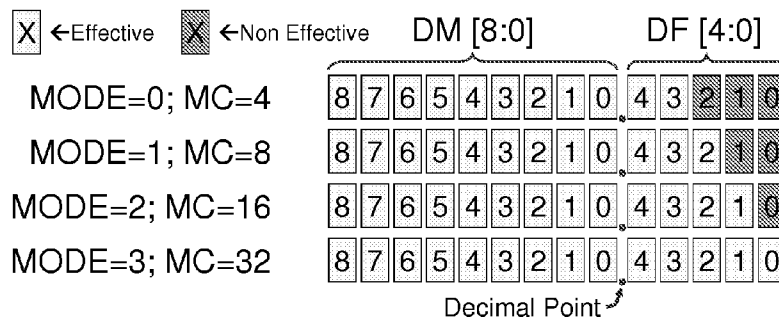 X ←Effective X ←Non Effective DM [8:0] DF [4:0]
MODE=0; MC=4 8 7 6 5 4 3 2 1 0 . 4 3 2 1 0
MODE=1; MC=8 8 7 6 5 4 3 2 1 0 . 4 3 2 1 0
MODE=2; MC=16 8 7 6 5 4 3 2 1 0 . 4 3 2 1 0
MODE=3; MC=32 8 7 6 5 4 3 2 1 0 . 4 3 2 1 0
Decimal Point